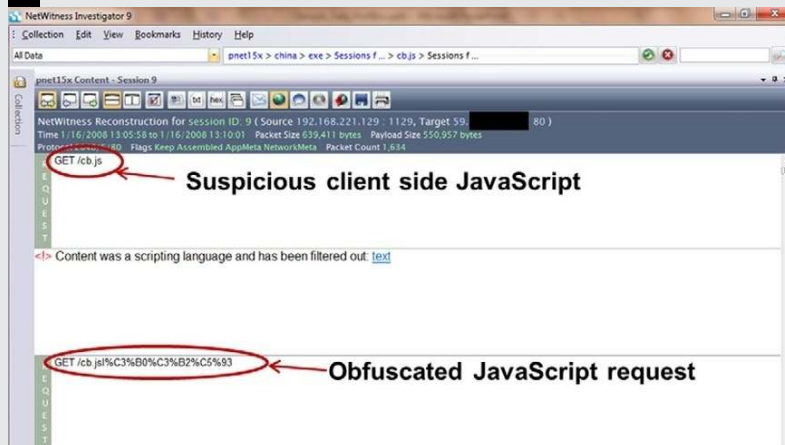 NetWitness Investigator 9
Collection Edit View Bookmarks History Help
All Data
pnet15x > china > exe > Sessions f ... > cb.js > Sessions f ...
pnet15x Content - Session 9
Collection
NetWitness Reconstruction for session ID: 9 ( Source 192.168.221.129 : 1129, Target 59. 80 )
Time 1/16/2008 13:05:58 to 1/16/2008 13:10:01 Packet Size 639,411 bytes Payload Size 550,957 bytes
Flags Keep Assembled AppMeta NetworkMeta Packet Count 1,634
GET /cb.js
Suspicious client side JavaScript
REQUEST
<!> Content was a scripting language and has been filtered out: text
GET /cb.js!%C3%B0%C3%B2%C5%93
Obfuscated JavaScript request
REQUEST